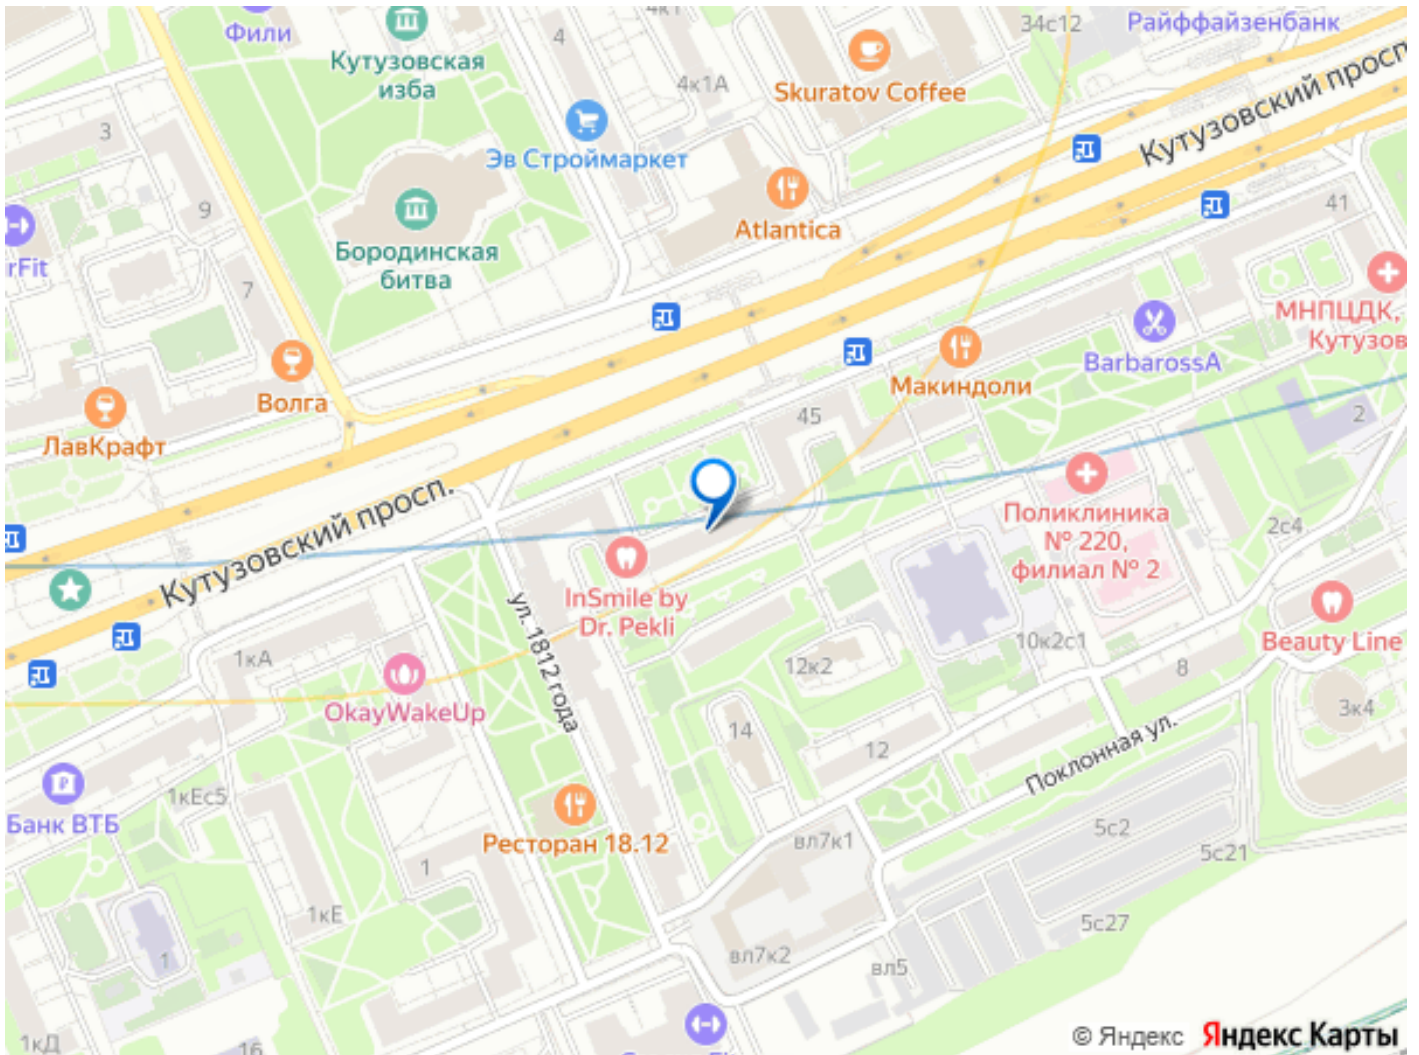 Фили
Кутузовская
изба
4к1
4
34с12
Райффайзенбанк
4к1А
Skuratov Coffee
Кутузовский просп.
3
Эв Строймаркет
9
Бородинская
битва
Atlantica
41
rFit
7
МНПЦДК,
Кутузов
BarbarossA
Макиндоли
Волга
ЛавКрафт
45
2
Кутузовский просп.
Поликлиника
№ 220,
филиал № 2
2с4
InSmile by
Dr. Pekli
ул. 1812 года
Beauty Line
10к2с1
1кА
12к2
8
OkayWakeUp
3к4
14
12
Поклонная ул.
Банк ВТБ
1кЕс5
Ресторан 18.12
вл7к1
5с2
5с21
1
1кЕ
5с27
1
вл7к2
вл5
1кД
16
© Яндекс Яндекс Карты